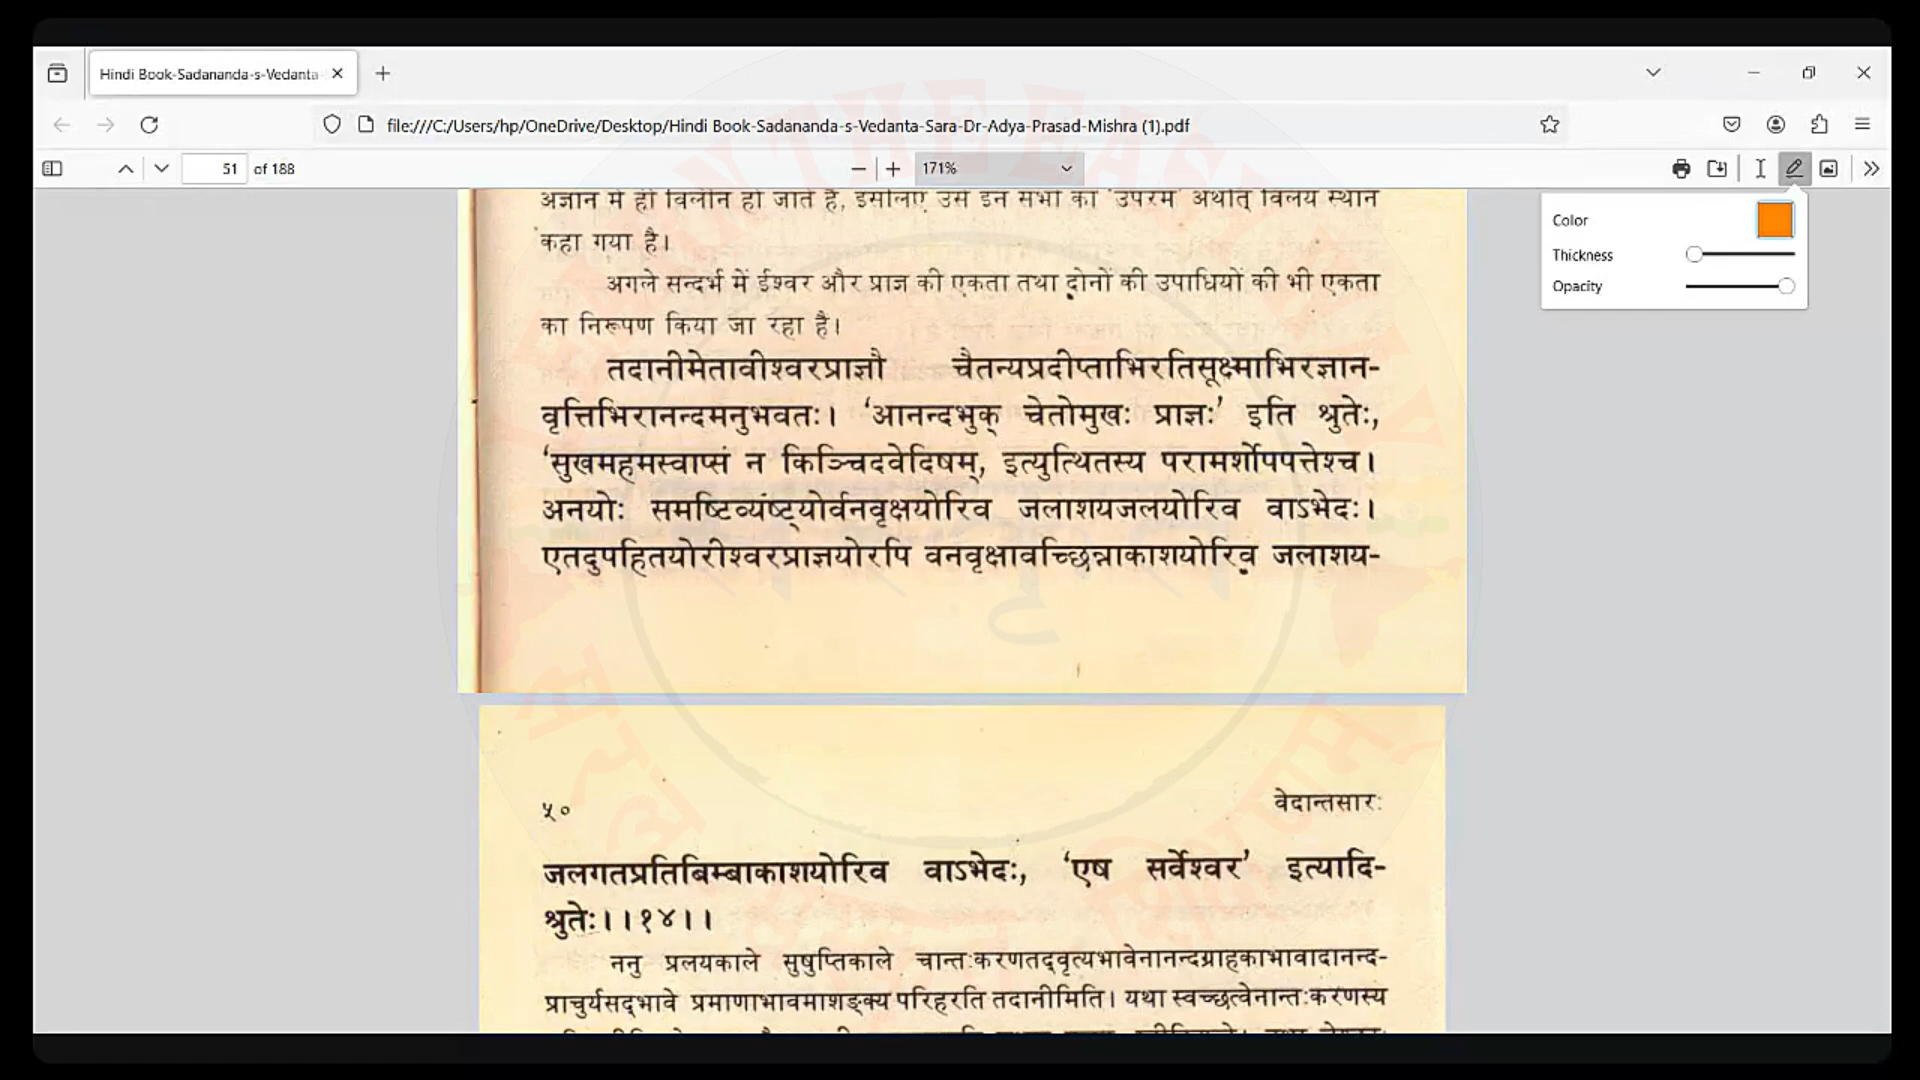 Hindi Book-Sadananda-s-Vedanta
file:///C:/Users/hp/OneDrive/Desktop/Hindi Book-Sadananda-s-Vedanta-Sara-Dr-Adya-Prasad-Mishra (1).pdf
51 of 188
171%
Color
Thickness
Opacity
अज्ञान में ही विलीन हो जाते हैं, इसलिए उसे इन सभी का 'उपरम' अर्थात् विलय स्थान
कहा गया है।
अगले सन्दर्भ में ईश्वर और प्राज्ञ की एकता तथा दोनों की उपाधियों की भी एकता
का निरूपण किया जा रहा है।
तदानीमेतावीश्वरप्राज्ञौ चैतन्यप्रदीप्ताभिरतिसूक्ष्माभिरज्ञान-
वृत्तिभिरानन्दमनुभवतः। 'आनन्दभुक् चेतोमुखः प्राज्ञः' इति श्रुतेः,
'सुखमहमस्वाप्सं न किञ्चिदवेदिषम्, इत्युत्थितस्य परामर्शोपपत्तेश्च।
अनयोः समष्टिव्यष्ट्योर्वनवृक्षयोरिव जलाशयजलयोरिव वाऽभेदः।
एतदुपहितयोरीश्वरप्राज्ञयोरपि वनवृक्षावच्छिन्नाकाशयोरिव जलाशय-
५०
वेदान्तसारः
जलगतप्रतिबिम्बाकाशयोरिव वाऽभेदः, 'एष सर्वेश्वर' इत्यादि-
श्रुतेः।।१४।।
ननु प्रलयकाले सुषुप्तिकाले चान्तःकरणतद्वृत्यभावेनानन्दग्राहकाभावादानन्द-
प्राचुर्यसद्भावे प्रमाणाभावमाशङ्क्य परिहरति तदानीमिति। यथा स्वच्छत्वेनान्तःकरणस्य